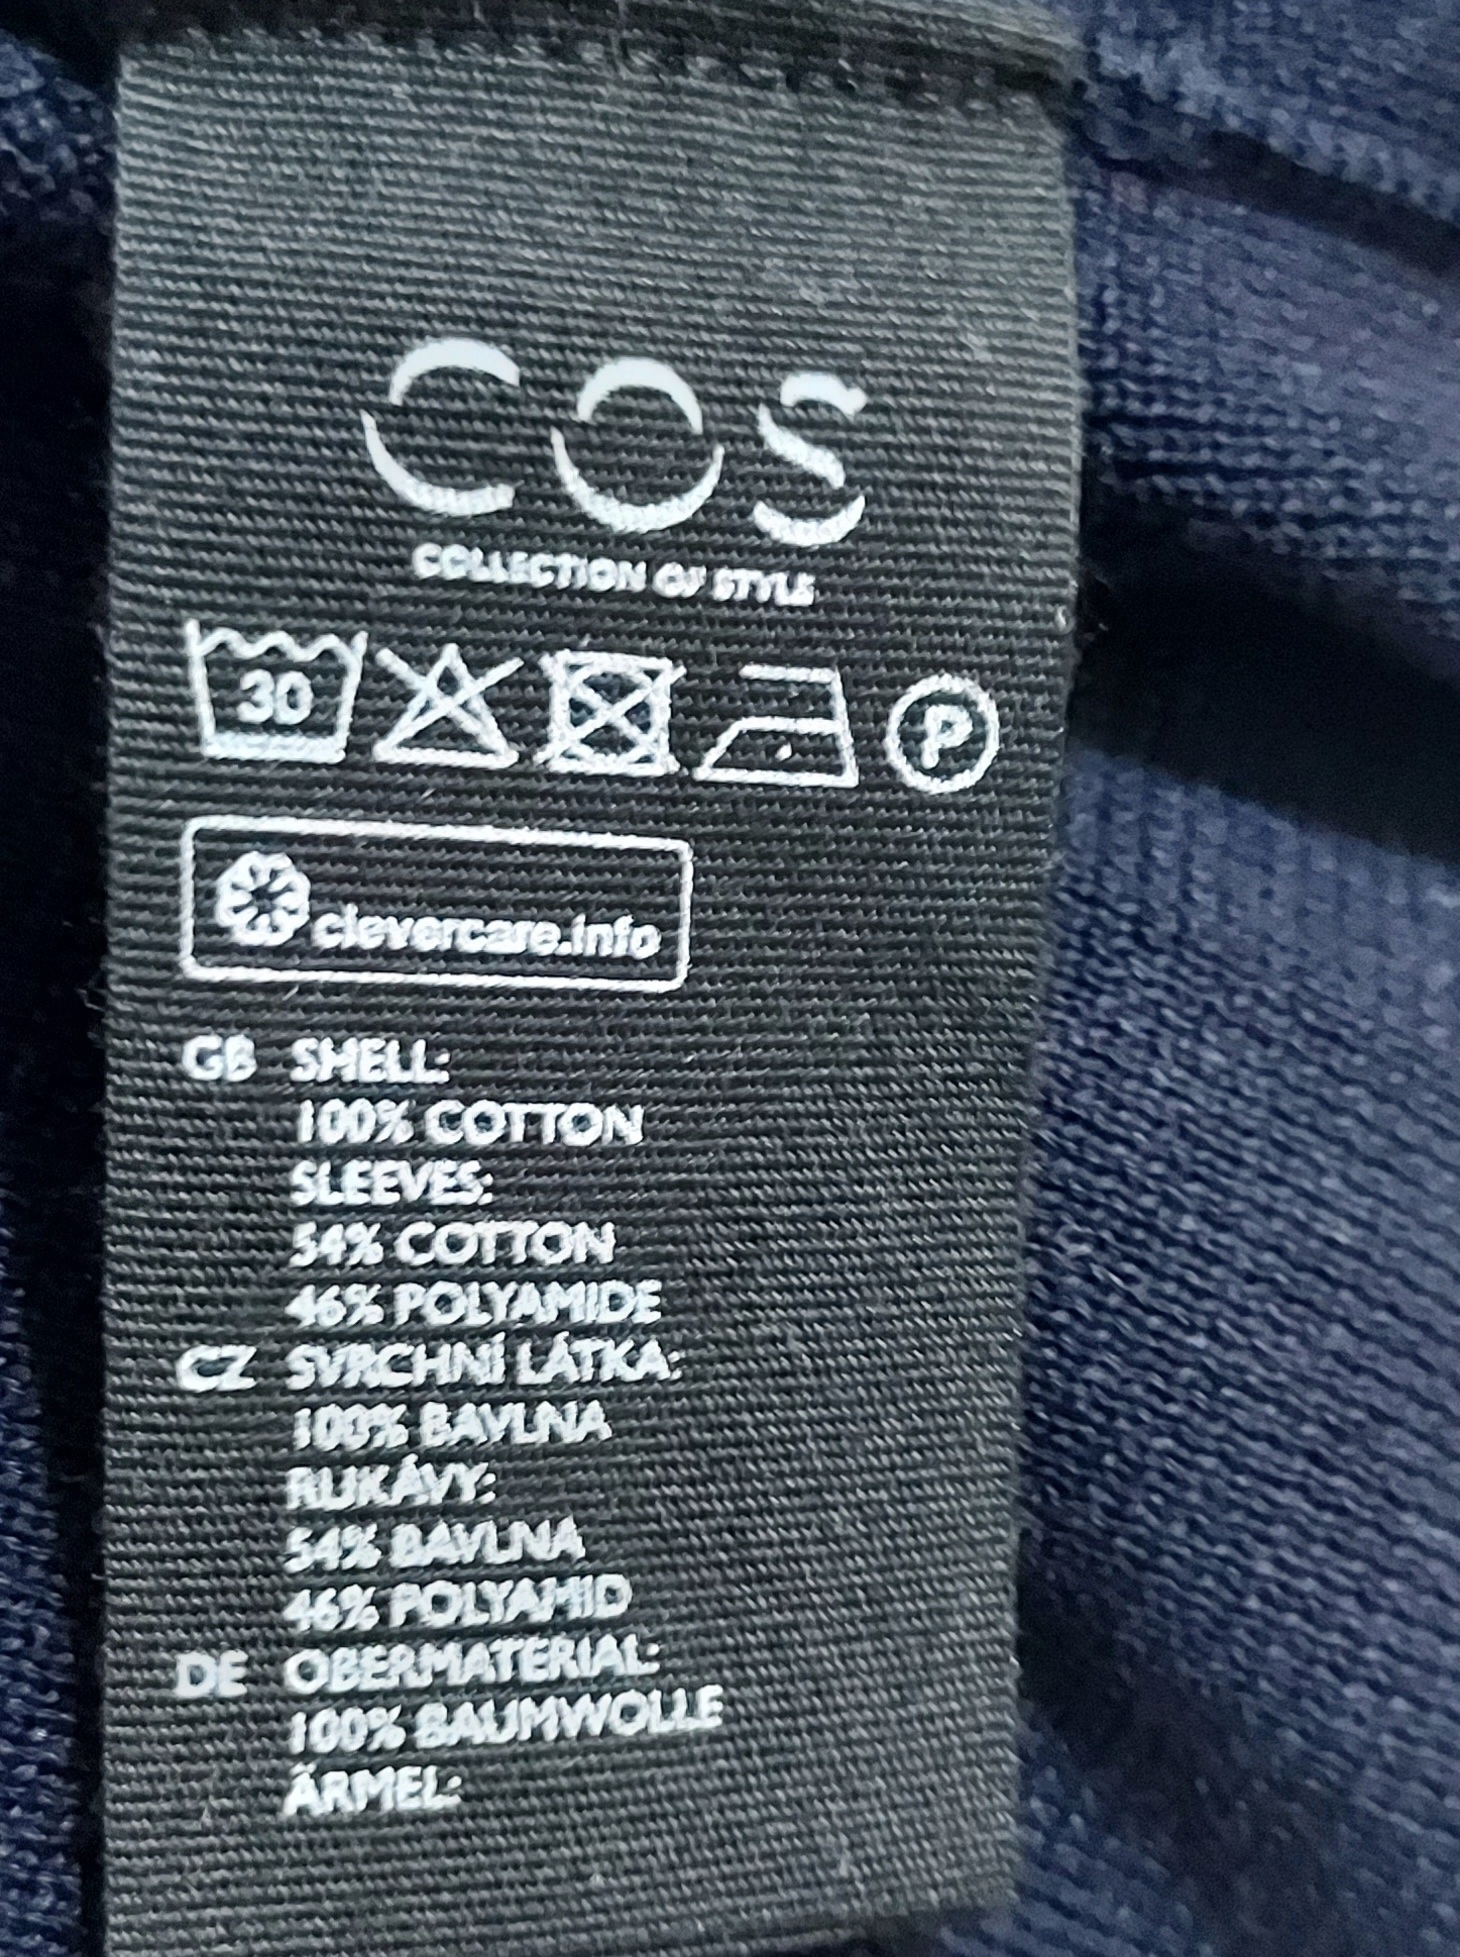 COS
COLLECTION OF STYLE
30
P
clevercare.info
GB SHELL:
100% COTTON
SLEEVES:
54% COTTON
46% POLYAMIDE
CZ SVRCHNÍ LÁTKA:
100% BAVLNA
RUKÁVY:
54% BAVLNA
46% POLYAMID
DE OBERMATERIAL:
100% BAUMWOLLE
ÄRMEL: